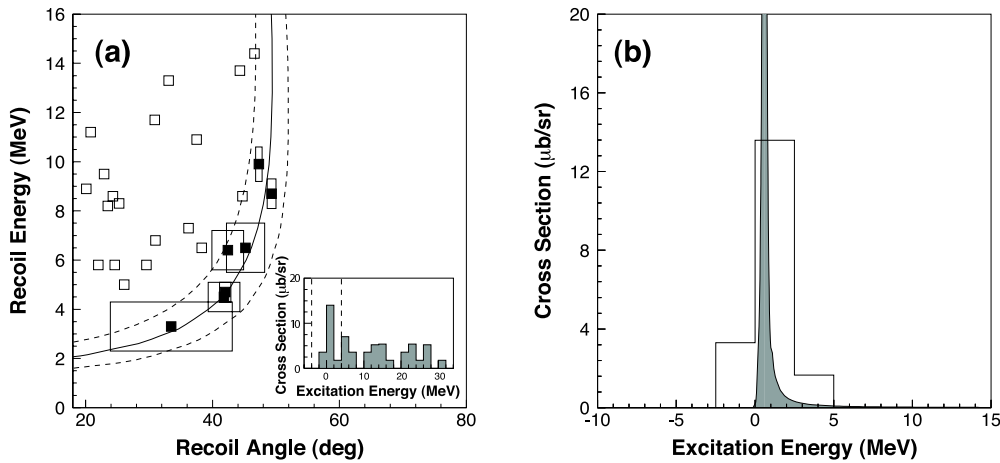 (a)
16
14
12
10
8
6
4
2
0
Recoil Energy (MeV)
20 40 60 80
Recoil Angle (deg)
20
10
0
Cross Section (μb/sr)
0 10 20 30
Excitation Energy (MeV)
(b)
20
16
12
8
4
0
Cross Section (μb/sr)
-10 -5 0 5 10 15
Excitation Energy (MeV)